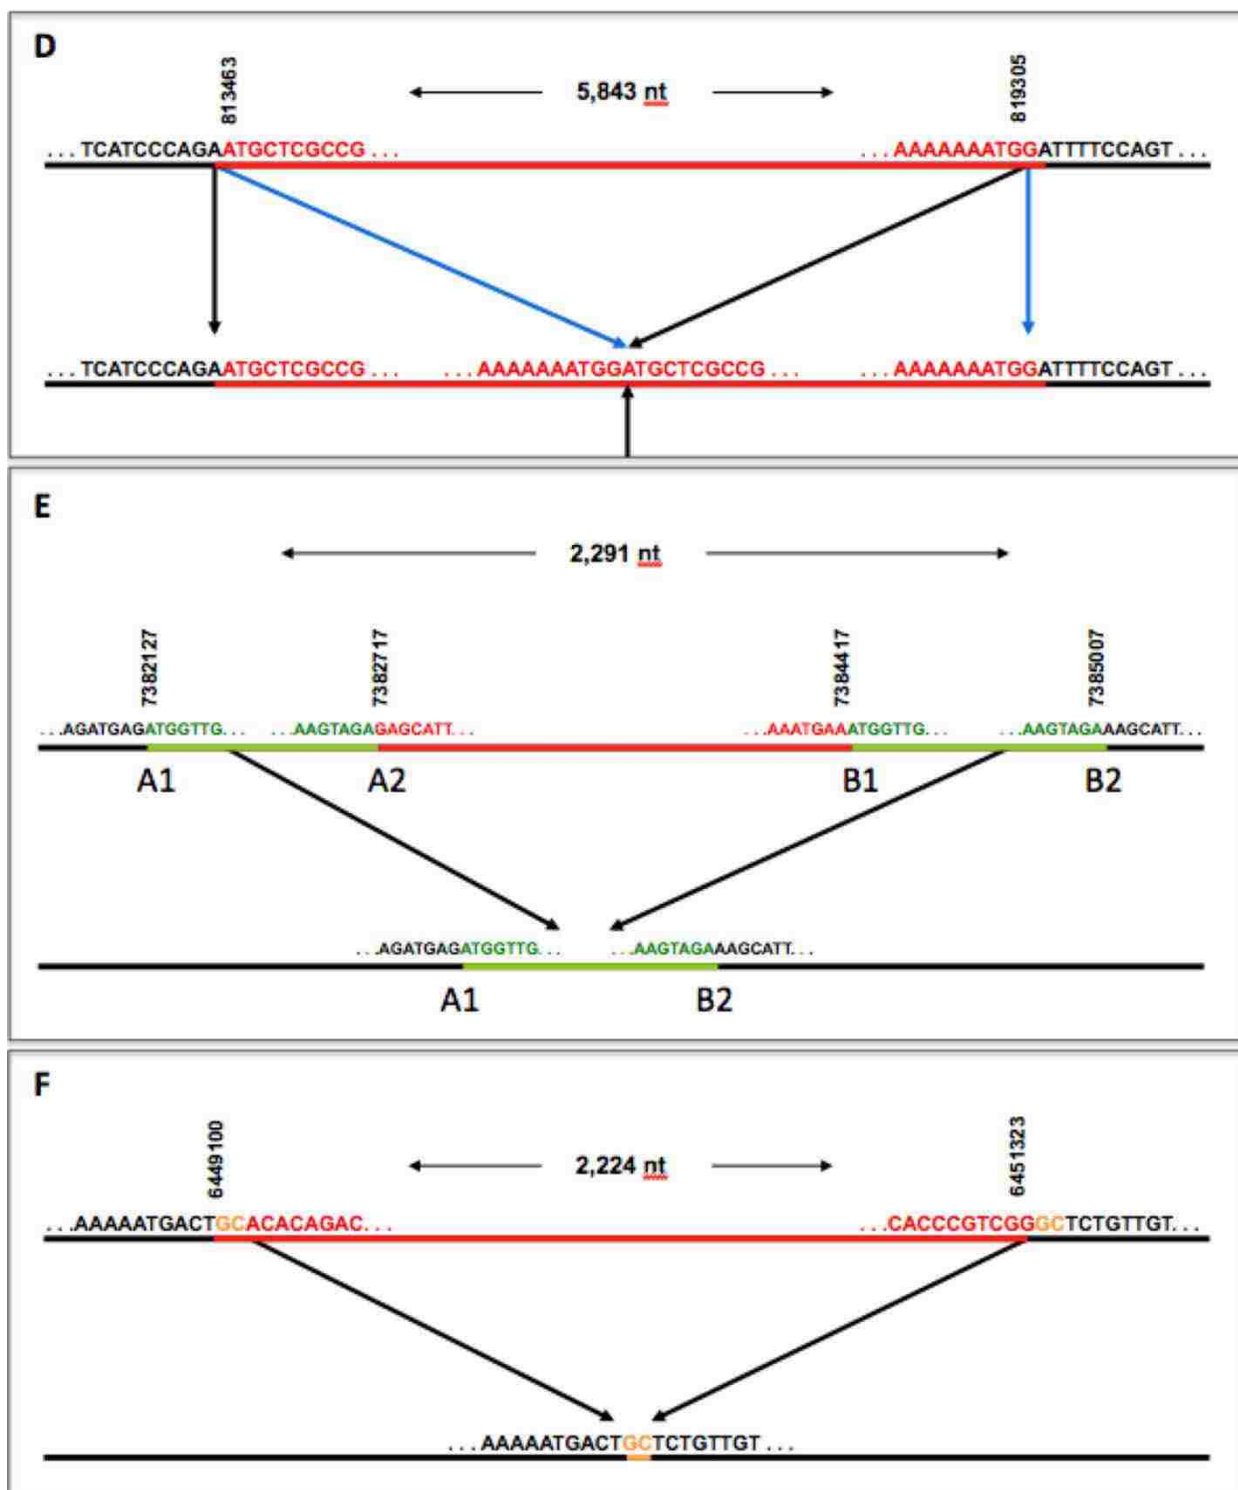 D
813463
5,843 nt
819305
...TCATCCCAGAATGCTCGCCG...
...AAAAAAATGGATTTTCCAGT...
...TCATCCCAGAATGCTCGCCG...
...AAAAAAATGGATGCTCGCCG...
...AAAAAAATGGATTTTCCAGT...
E
2,291 nt
7382127
7382717
7384417
7385007
...AGATGAGATGGTTG...
...AAGTAGAGAGCATT...
...AAATGAAATGGTTG...
...AAGTAGAAAGCATT...
A1
A2
B1
B2
...AGATGAGATGGTTG...
...AAGTAGAAAGCATT...
A1
B2
F
6449100
2,224 nt
6451323
...AAAAATGACTGCACACAGAC...
...CACCCGTCGGGCTCTGTTGT...
...AAAAATGACTGCTCTGTTGT...